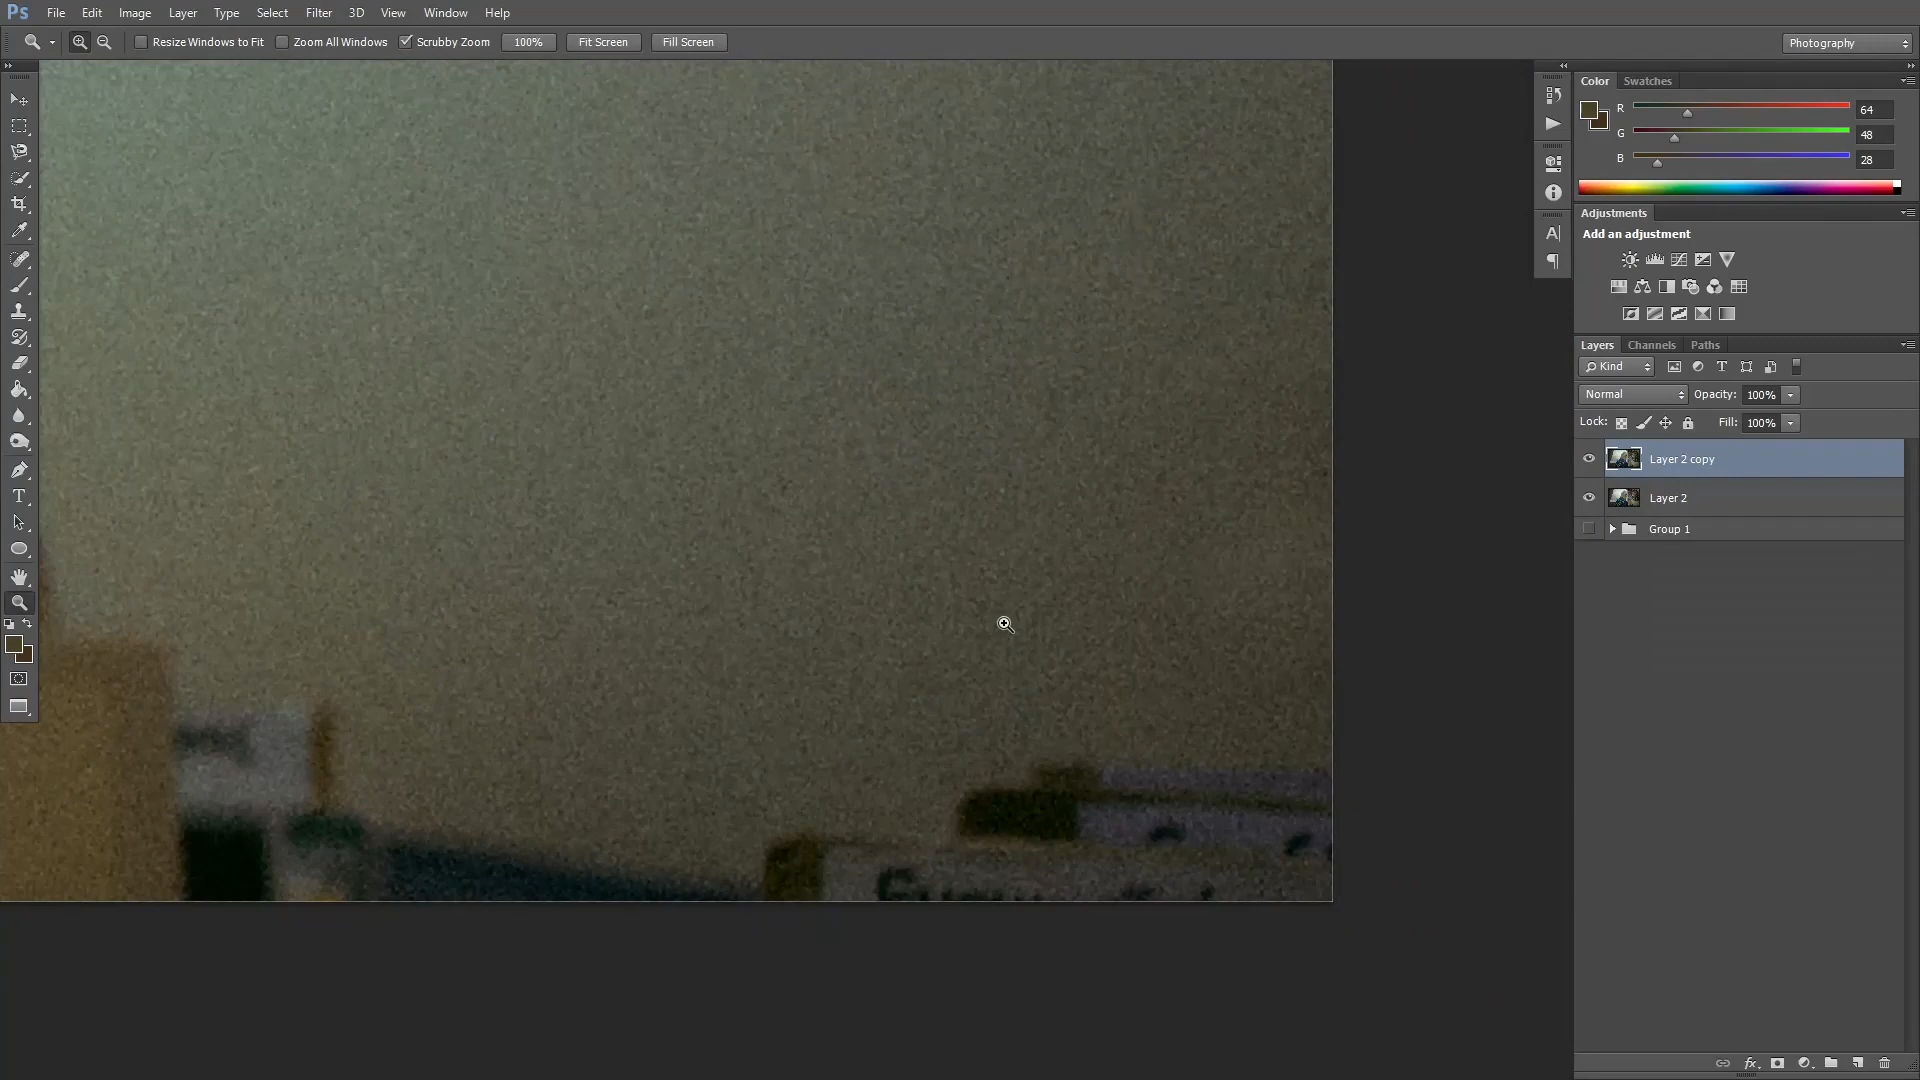 Ps File Edit Image Layer Type Select Filter 3D View Window Help
Resize Windows to Fit Zoom All Windows Scrubby Zoom 100% Fit Screen Fill Screen Photography
Color Swatches
R 64
G 48
B 28
Adjustments
Add an adjustment
Layers Channels Paths
Kind
Normal Opacity: 100%
Lock: Fill: 100%
Layer 2 copy
Layer 2
Group 1